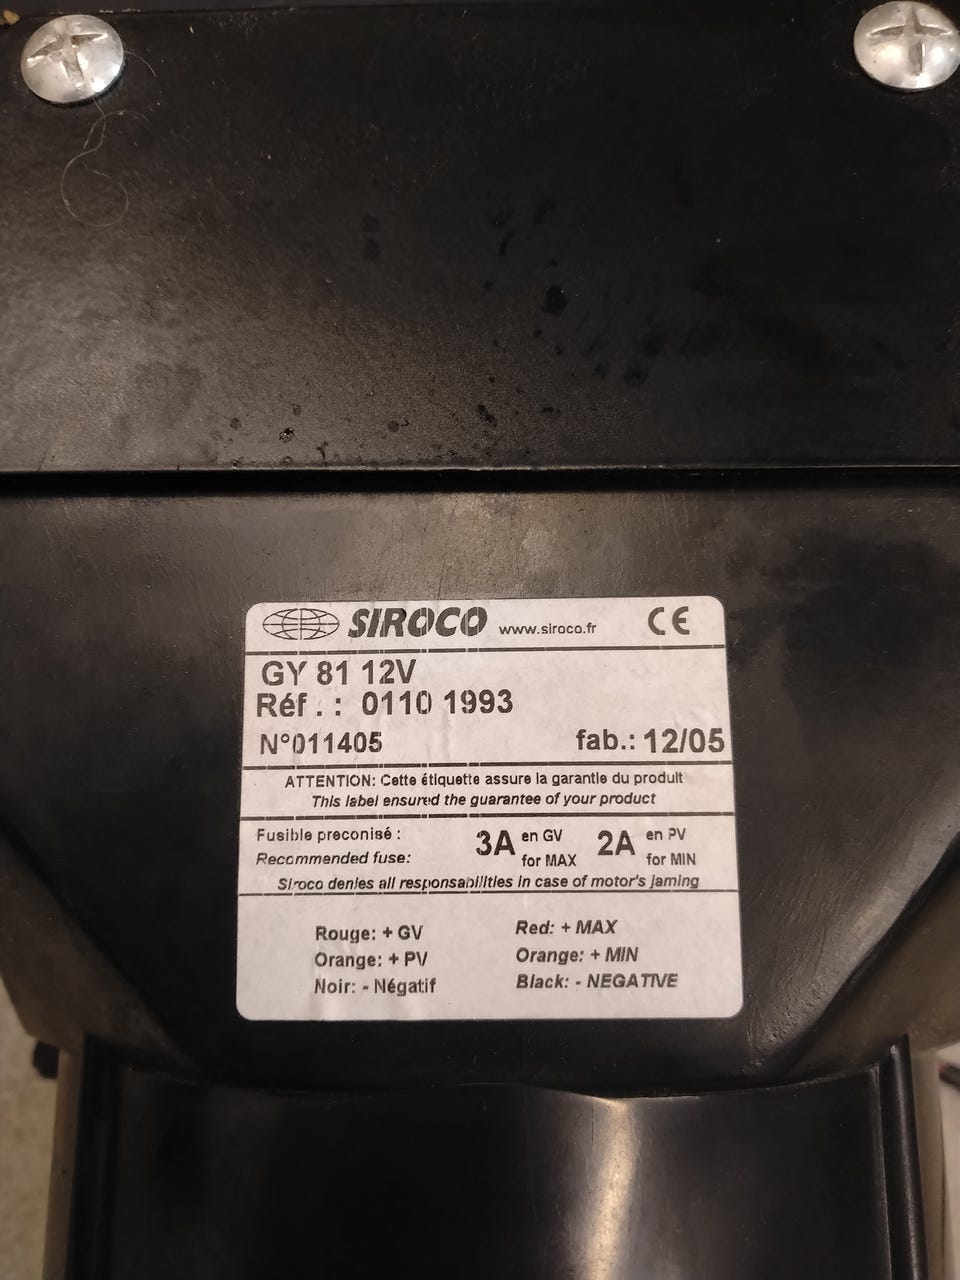 SIROCO www.siroco.fr CE
GY 81 12V
Réf . : 0110 1993
N°011405 fab.: 12/05
ATTENTION: Cette étiquette assure la garantie du produit
This label ensured the guarantee of your product
Fusible preconisé : 3A en GV 2A en PV
Recommended fuse: for MAX for MIN
Siroco denies all responsabilities in case of motor's jaming
Rouge: + GV Red: + MAX
Orange: + PV Orange: + MIN
Noir: - Négatif Black: - NEGATIVE